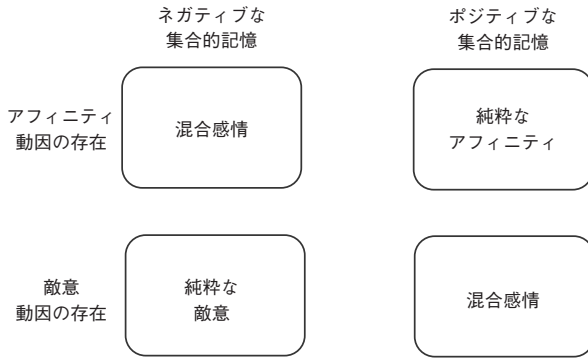 ネガティブな
集合的記憶
ポジティブな
集合的記憶
アフィニティ
動因の存在
混合感情
純粋な
アフィニティ
敵意
動因の存在
純粋な
敵意
混合感情